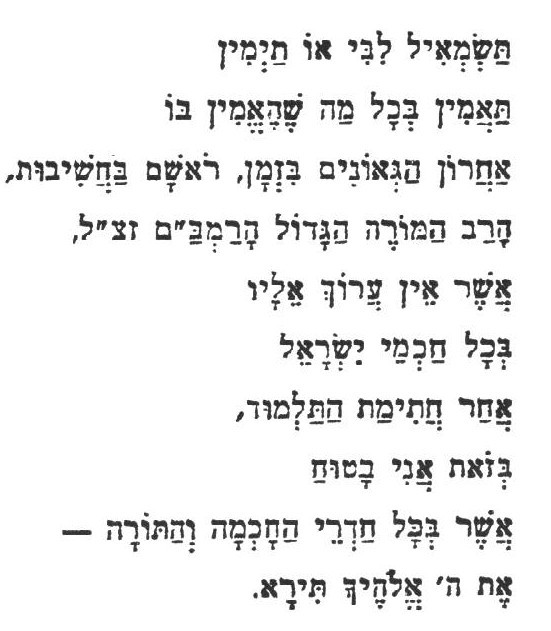 תַּשְׂמְאִיל לִבִּי אוֹ תַיְמִין
תַּאֲמִין בְּכָל מַה שֶׁהֶאֱמִין בּוֹ
אַחֲרוֹן הַגְּאוֹנִים בִּזְמָן, רֹאשָׁם בַּחֲשִׁיבוּת,
הָרַב הַמּוֹרֶה הַגָּדוֹל הָרַמְבַּ״ם זצ״ל,
אֲשֶׁר אֵין עֲרוֹךְ אֵלָיו
בְּכָל חַכְמֵי יִשְׂרָאֵל
אַחַר חֲתִימַת הַתַּלְמוּד,
בְּזֹאת אֲנִי בָטוּחַ
אֲשֶׁר בְּכָל חַדְרֵי הַחָכְמָה וְהַתּוֹרָה —
אֶת ה׳ אֱלֹהֶיךָ תִּירָא.